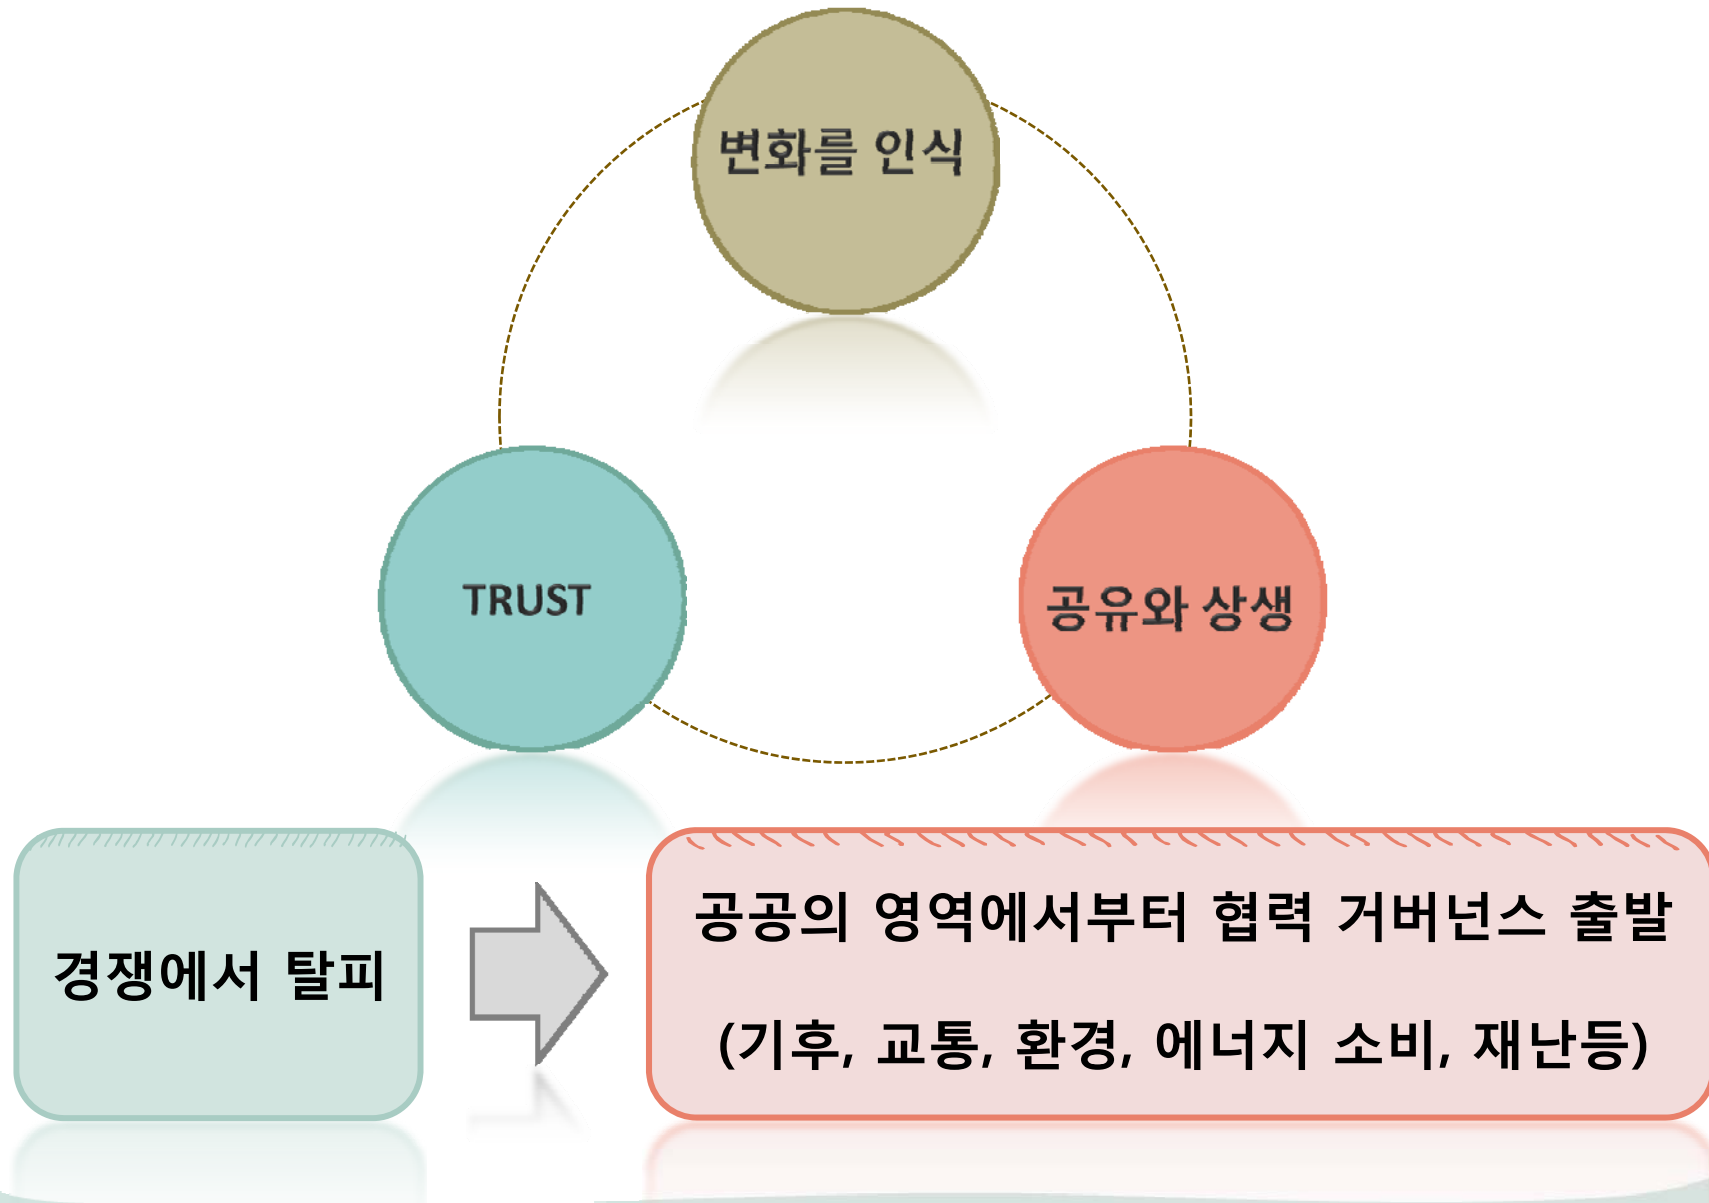 변화를 인식
TRUST
공유와 상생
경쟁에서 탈피
공공의 영역에서부터 협력 거버넌스 출발
(기후, 교통, 환경, 에너지 소비, 재난등)